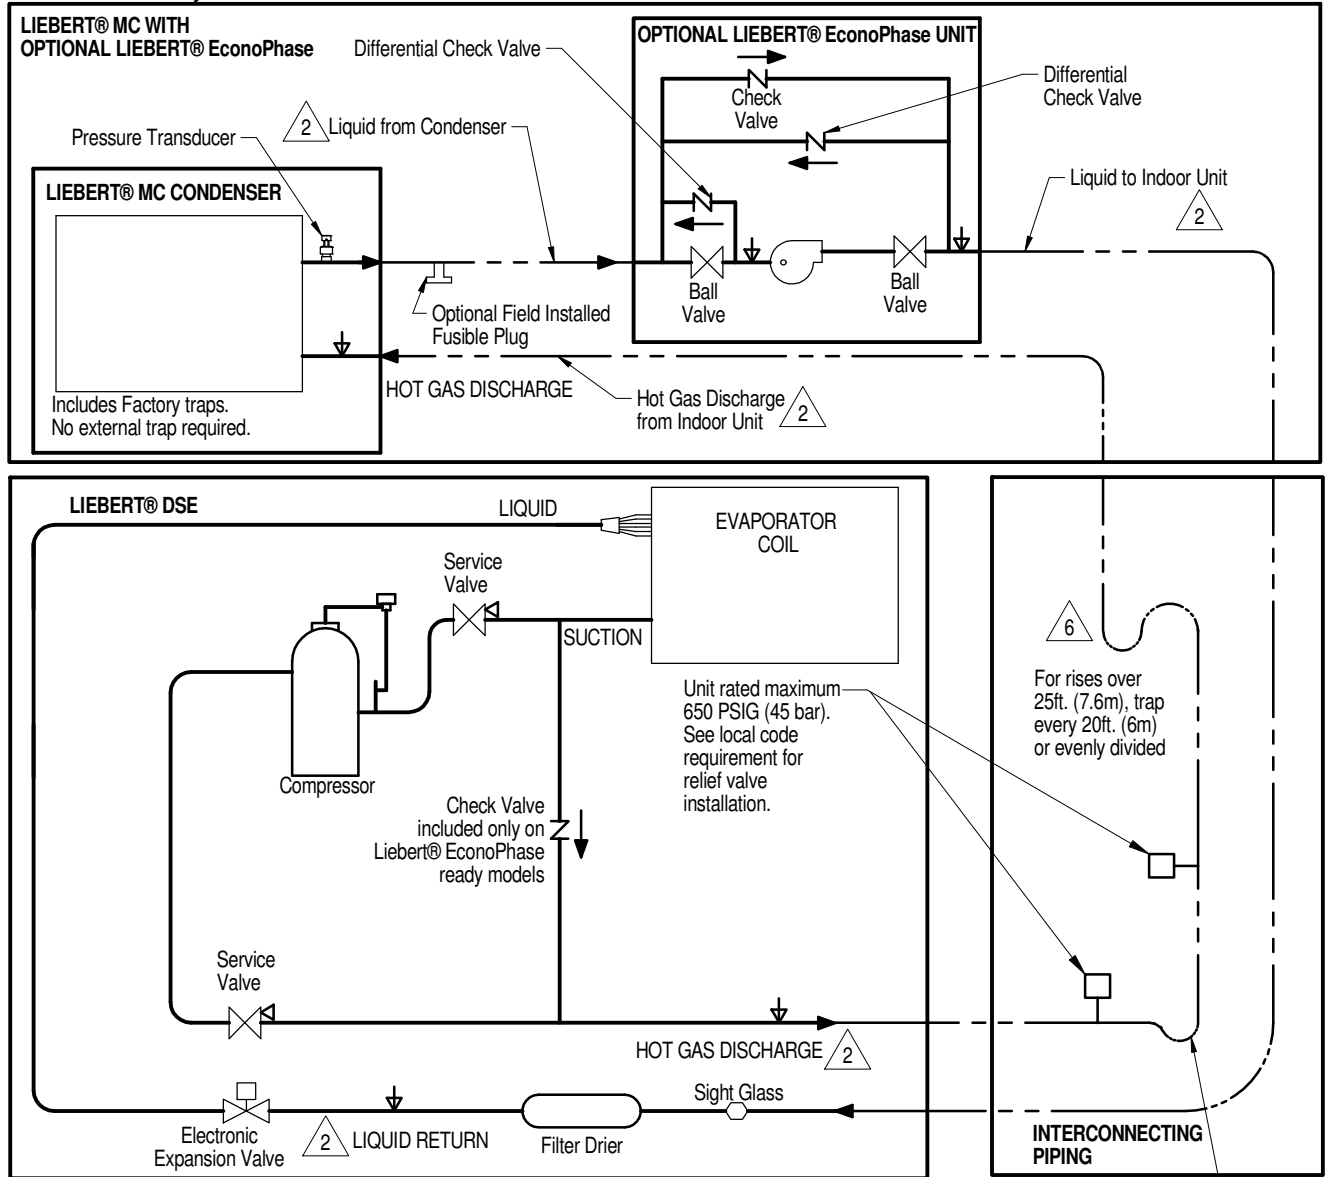 LIEBERT® MC WITH
OPTIONAL LIEBERT® EconoPhase
Differential Check Valve
OPTIONAL LIEBERT® EconoPhase UNIT
Check
Valve
Differential
Check Valve
Pressure Transducer
2
Liquid from Condenser
LIEBERT® MC CONDENSER
Liquid to Indoor Unit
2
Ball
Valve
Ball
Valve
Optional Field Installed
Fusible Plug
HOT GAS DISCHARGE
Hot Gas Discharge
from Indoor Unit
2
Includes Factory traps.
No external trap required.
LIEBERT® DSE
LIQUID
EVAPORATOR
COIL
Service
Valve
SUCTION
6
For rises over
25ft. (7.6m), trap
every 20ft. (6m)
or evenly divided
Unit rated maximum
650 PSIG (45 bar).
See local code
requirement for
relief valve
installation.
Compressor
Check Valve
included only on
Liebert® EconoPhase
ready models
Service
Valve
HOT GAS DISCHARGE
2
Sight Glass
Electronic
Expansion Valve
2
LIQUID RETURN
Filter Drier
INTERCONNECTING
PIPING